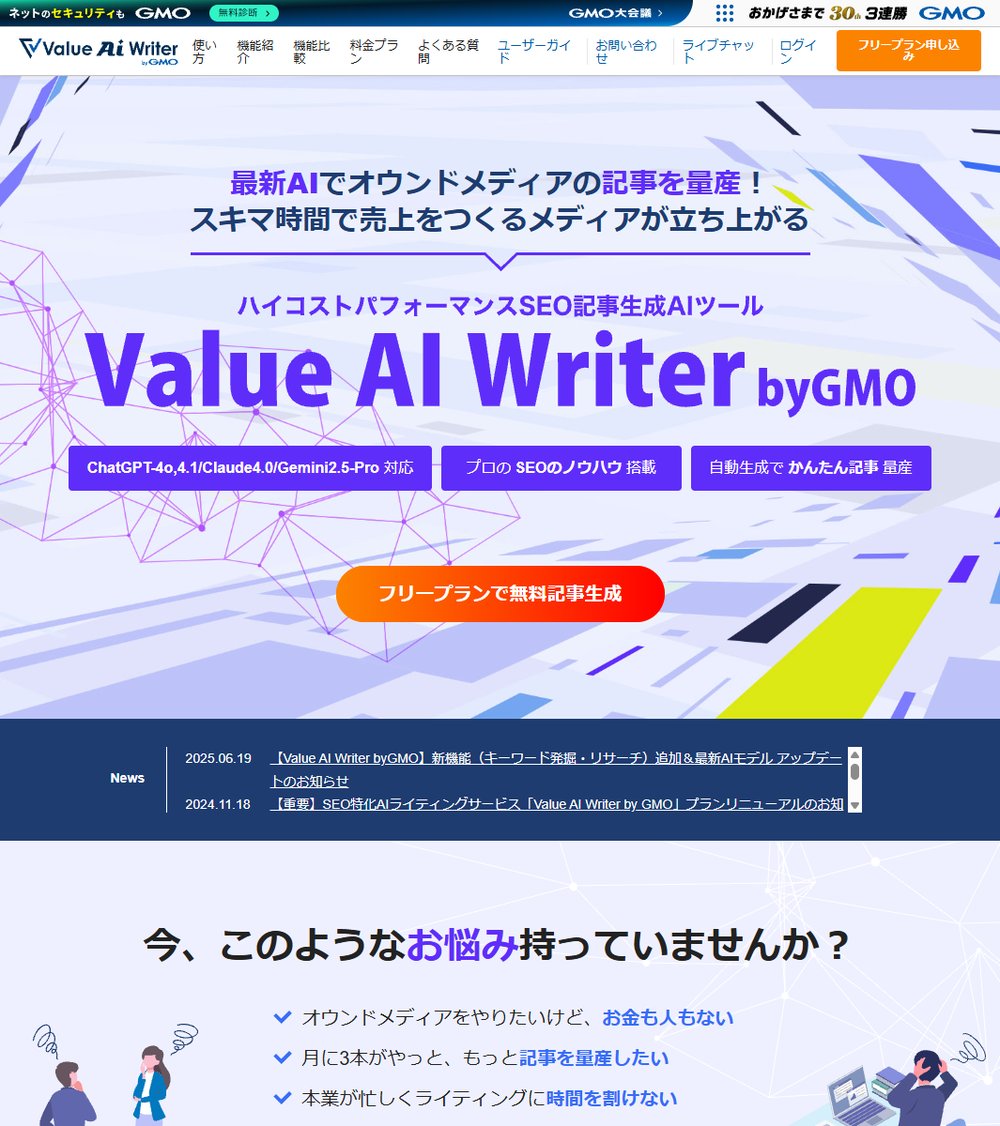 ネットのセキュリティも GMO 無料診断 GMO大会議 おかげさまで 30th 3連勝 GMO
Value Ai Writer by GMO
使い方
機能紹介
機能比較
料金プラン
よくある質問
ユーザーガイド
お問い合わせ
ライブチャット
ログイン
フリープラン申し込み
最新AIでオウンドメディアの記事を量産！
スキマ時間で売上をつくるメディアが立ち上がる
ハイコストパフォーマンスSEO記事生成AIツール
Value AI Writer byGMO
ChatGPT-4o,4.1/Claude4.0/Gemini2.5-Pro 対応
プロの SEOのノウハウ 搭載
自動生成で かんたん記事 量産
フリープランで無料記事生成
News
2025.06.19 【Value AI Writer byGMO】新機能（キーワード発掘・リサーチ）追加＆最新AIモデル アップデー
トのお知らせ
2024.11.18 【重要】SEO特化AIライティングサービス「Value AI Writer by GMO」プランリニューアルのお知
今、このようなお悩み持っていませんか？
オウンドメディアをやりたいけど、お金も人もない
月に3本がやっと、もっと記事を量産したい
本業が忙しくライティングに時間を割けない